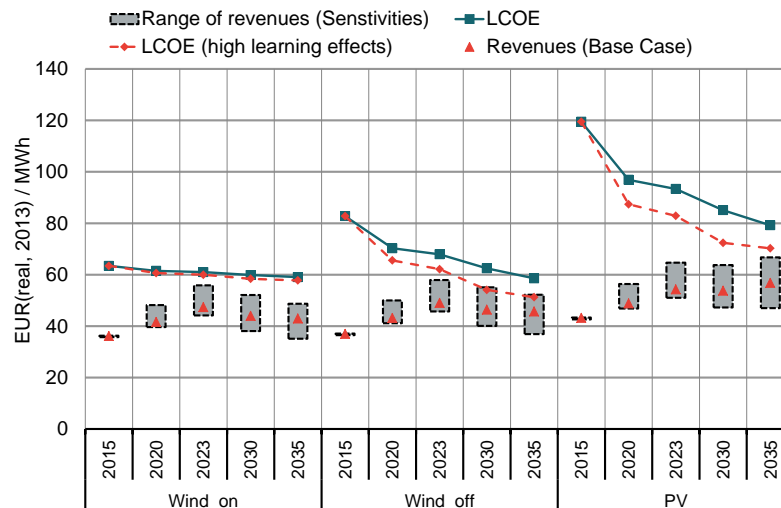 Range of revenues (Senstivities) LCOE
LCOE (high learning effects) Revenues (Base Case)
EUR(real, 2013) / MWh
140
120
100
80
60
40
20
0
2015 2020 2023 2030 2035 2015 2020 2023 2030 2035 2015 2020 2023 2030 2035
Wind on Wind off PV